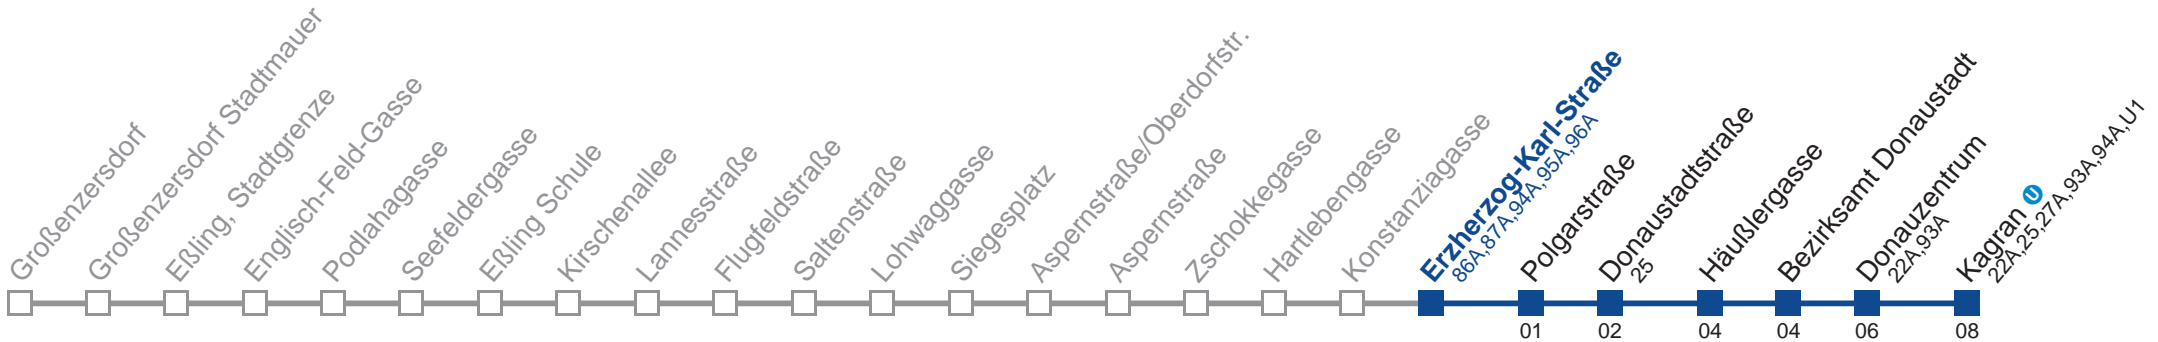 Großenzersdorf
Großenzersdorf Stadtmauer
Eßling, Stadtgrenze
Englisch-Feld-Gasse
Podlahagasse
Seefeldergasse
Eßling Schule
Kirschenallee
Lannesstraße
Flugfeldstraße
Saltenstraße
Lohwaggasse
Siegesplatz
Aspernstraße/Oberdorfstr.
Aspernstraße
Zschokkegasse
Hartlebengasse
Konstanziagasse
Erzherzog-Karl-Straße
86A,87A,94A,95A,96A
Polgarstraße
01
Donaustadtstraße
25
02
Häußlergasse
04
Bezirksamt Donaustadt
04
Donauzentrum
22A,93A
06
Kagran U
22A,25,27A,93A,94A,U1
08